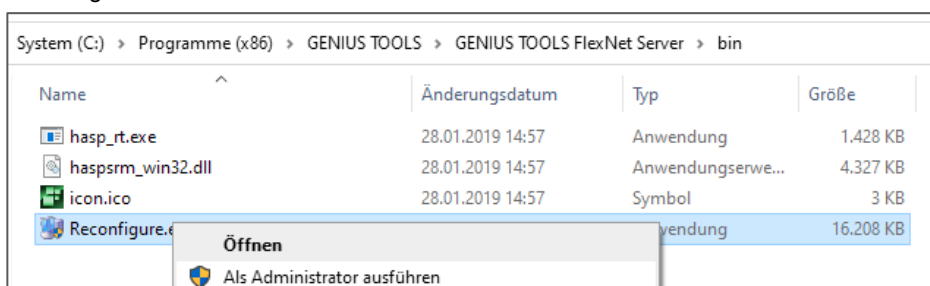 System (C:) > Programme (x86) > GENIUS TOOLS > GENIUS TOOLS FlexNet Server > bin
Name Änderungsdatum Typ Größe
hasp_rt.exe 28.01.2019 14:57 Anwendung 1.428 KB
haspsrm_win32.dll 28.01.2019 14:57 Anwendungserwe... 4.327 KB
icon.ico 28.01.2019 14:57 Symbol 3 KB
Reconfigure.e vendung 16.208 KB
Öffnen
Als Administrator ausführen